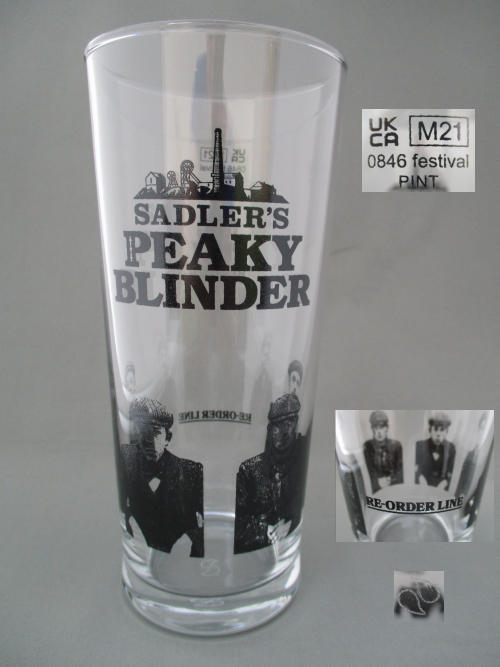 SADLER'S
PEAKY
BLINDER
RE-ORDER LINE
UK
CA M21
0846 festival
PINT
RE-ORDER LINE